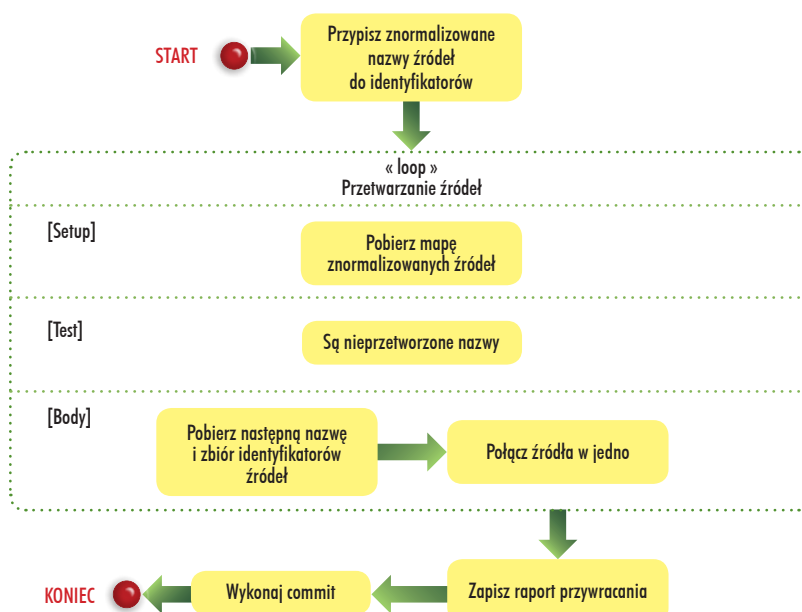 START
Przypisz znormalizowane
nazwy źródeł
do identyfikatorów
« loop »
Przetwarzanie źródeł
[Setup]
Pobierz mapę
znormalizowanych źródeł
[Test]
Są nieprzetworzone nazwy
[Body]
Pobierz następną nazwę
i zbiór identyfikatorów
źródeł
Połącz źródła w jedno
KONIEC
Wykonaj commit
Zapisz raport przywracania